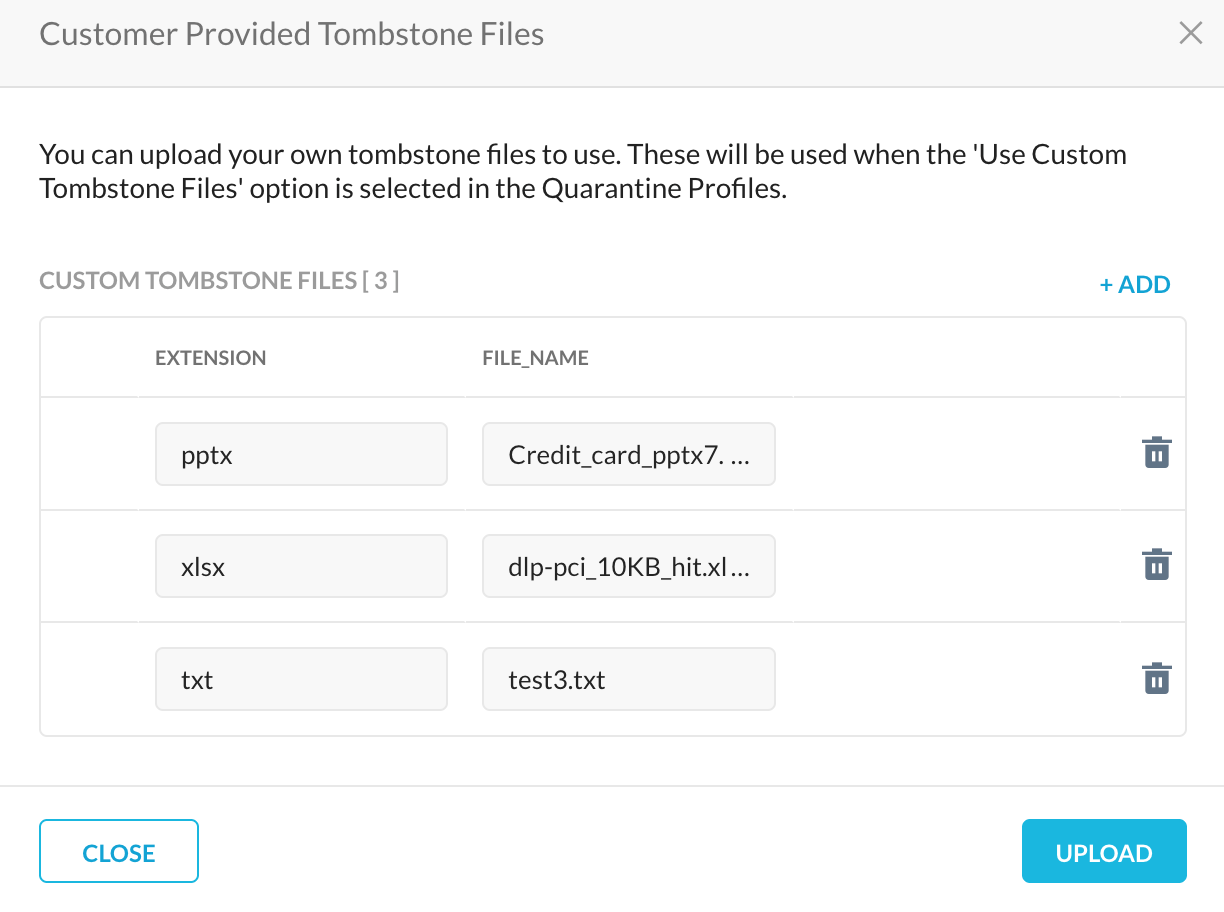 Customer Provided Tombstone Files
You can upload your own tombstone files to use. These will be used when the 'Use Custom
Tombstone Files' option is selected in the Quarantine Profiles.
CUSTOM TOMBSTONE FILES [ 3 ]
+ ADD
EXTENSION FILE_NAME
pptx Credit_card_pptx7. ...
xlsx dlp-pci_10KB_hit.xl ...
txt test3.txt
CLOSE UPLOAD